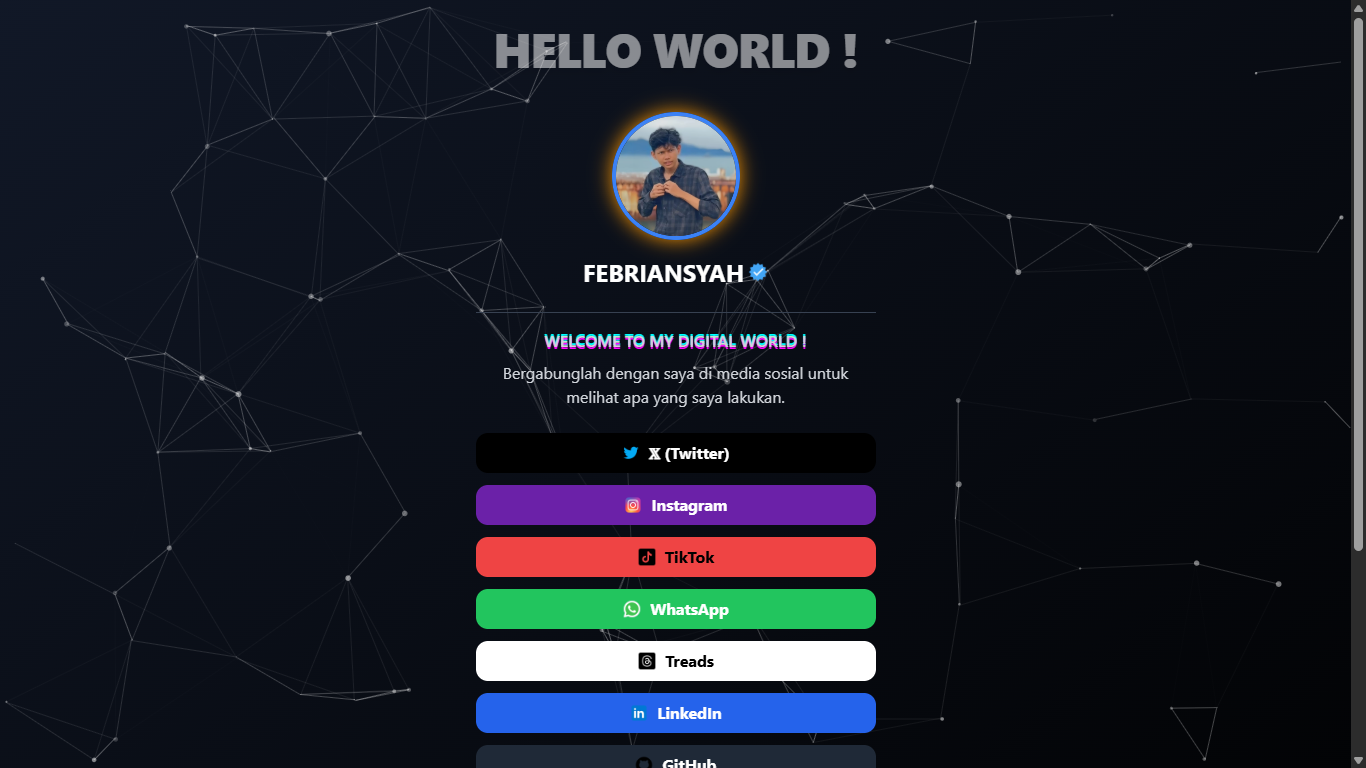 HELLO WORLD !
FEBRIANSYAH
WELCOME TO MY DIGITAL WORLD !
Bergabunglah dengan saya di media sosial untuk
melihat apa yang saya lakukan.
𝕏 (Twitter)
Instagram
TikTok
WhatsApp
Treads
in LinkedIn
GitHub